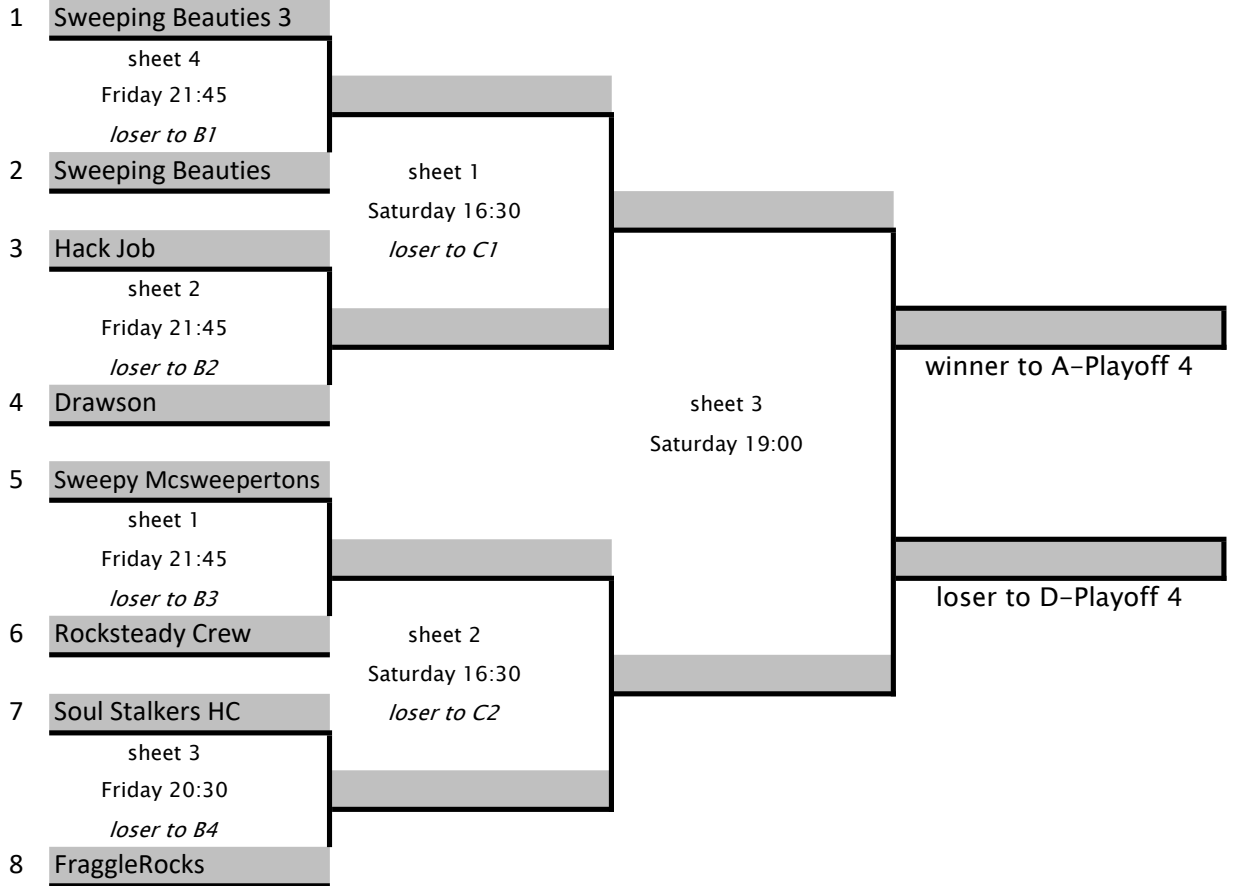 1 Sweeping Beauties 3
sheet 4
Friday 21:45
loser to B1
2 Sweeping Beauties
sheet 1
Saturday 16:30
loser to C1
3 Hack Job
sheet 2
Friday 21:45
loser to B2
4 Drawson
winner to A-Playoff 4
sheet 3
Saturday 19:00
5 Sweepy Mcsweepertons
sheet 1
Friday 21:45
loser to B3
6 Rocksteady Crew
loser to D-Playoff 4
sheet 2
Saturday 16:30
loser to C2
7 Soul Stalkers HC
sheet 3
Friday 20:30
loser to B4
8 FraggleRocks